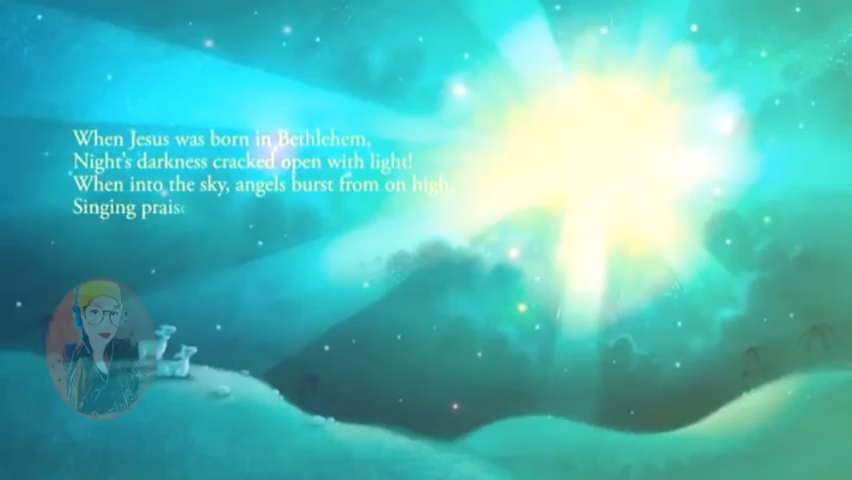 When Jesus was born in Bethlehem,
Night's darkness cracked open with light!
When into the sky, angels burst from on high,
Singing praise